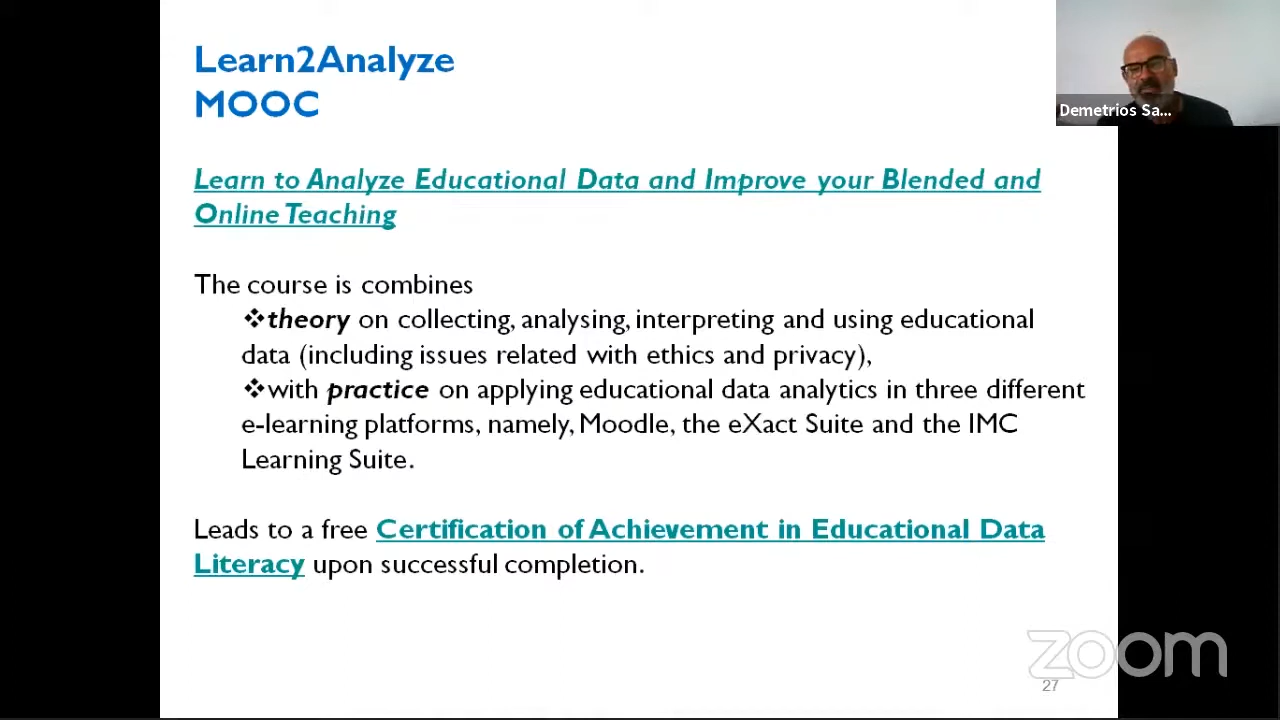 Learn2Analyze
MOOC
Demetrios Sa...
Learn to Analyze Educational Data and Improve your Blended and
Online Teaching
The course is combines
❖theory on collecting, analysing, interpreting and using educational
data (including issues related with ethics and privacy),
❖with practice on applying educational data analytics in three different
e-learning platforms, namely, Moodle, the eXact Suite and the IMC
Learning Suite.
Leads to a free Certification of Achievement in Educational Data
Literacy upon successful completion.
zoom
27